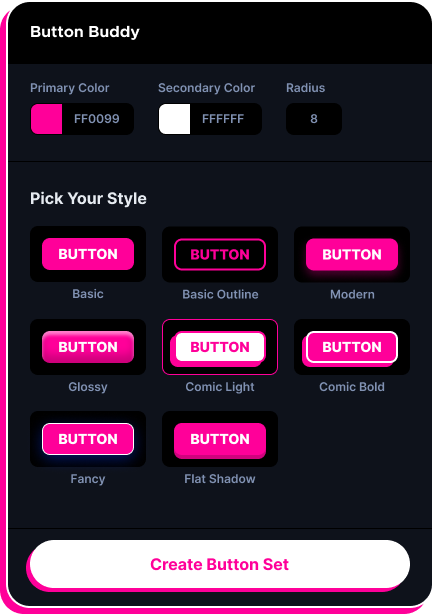 Button Buddy
Primary Color Secondary Color Radius
FF0099 FFFFFF 8
Pick Your Style
BUTTON BUTTON BUTTON
Basic Basic Outline Modern
BUTTON BUTTON BUTTON
Glossy Comic Light Comic Bold
BUTTON BUTTON
Fancy Flat Shadow
Create Button Set